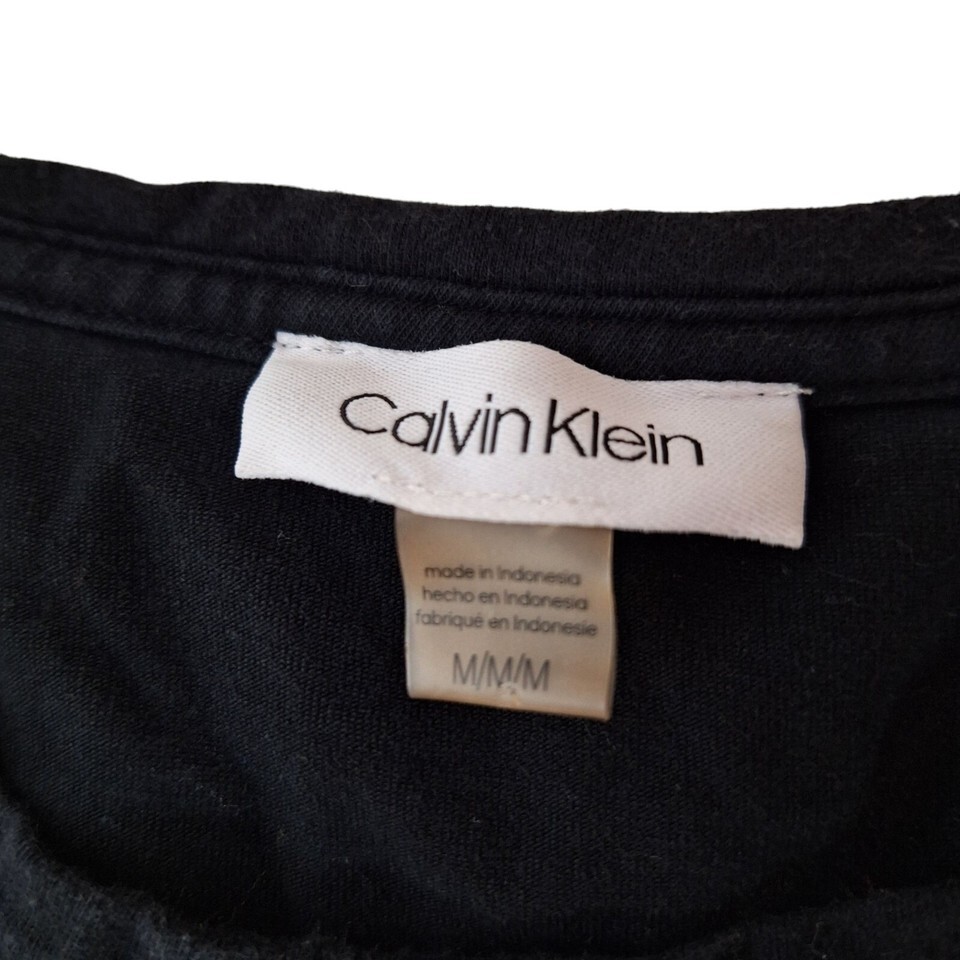 Calvin Klein
made in Indonesia
hecho en Indonesia
fabriqué en Indonesie
M/M/M